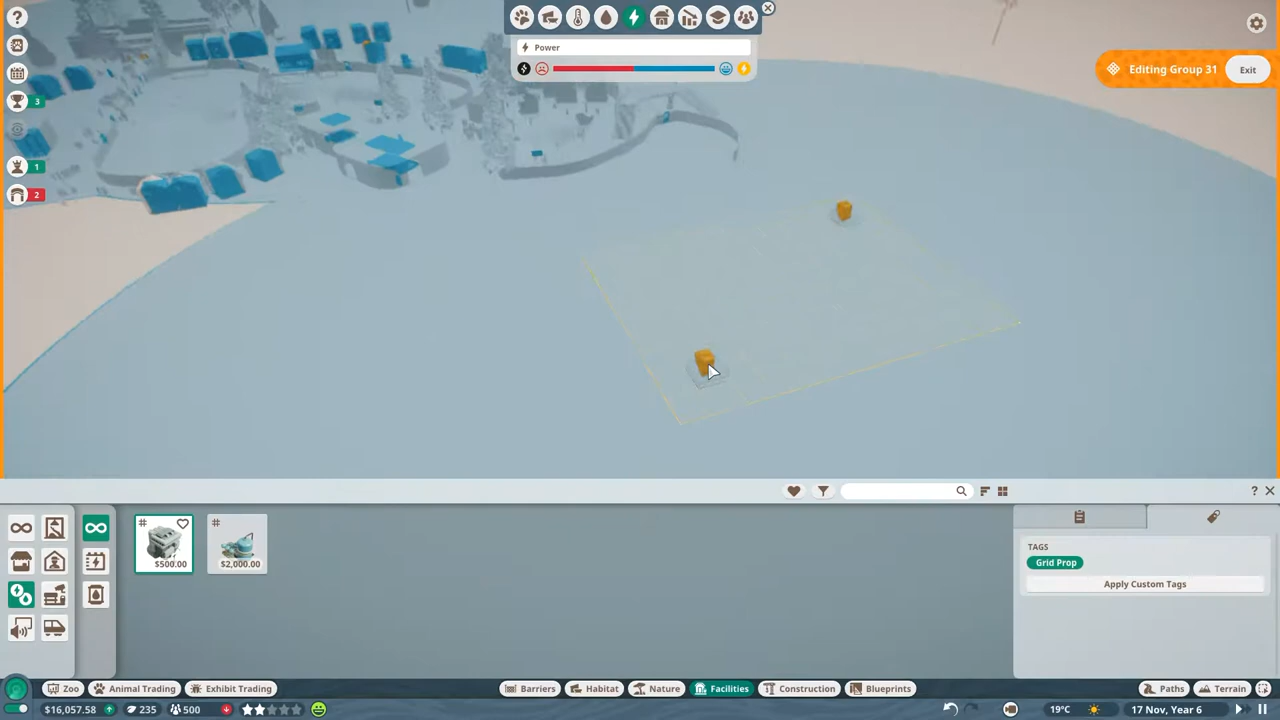 ?
Power
Editing Group 31
Exit
3
1
2
$500.00
$2,000.00
? 
TAGS
Grid Prop
Apply Custom Tags
Zoo
Animal Trading
Exhibit Trading
Barriers
Habitat
Nature
Facilities
Construction
Blueprints
Paths
Terrain
$16,057.58
235
500
19°C
17 Nov, Year 6